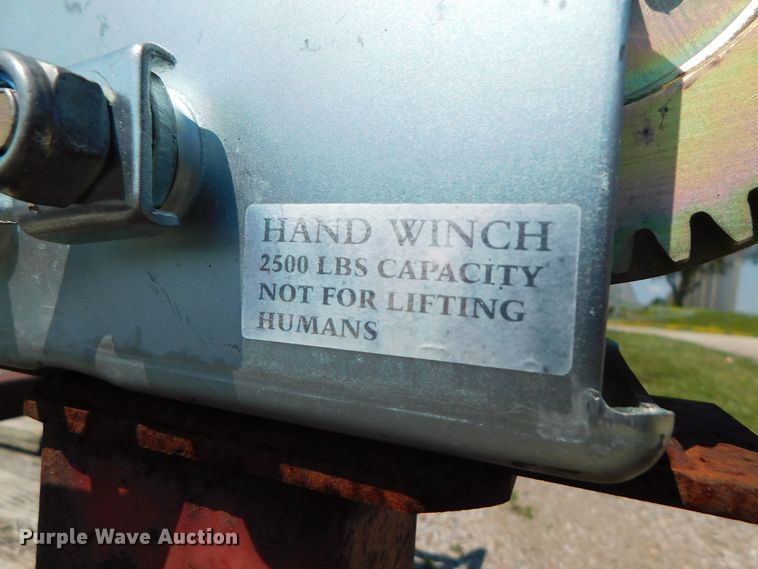 HAND WINCH
2500 LBS CAPACITY
NOT FOR LIFTING
HUMANS
Purple Wave Auction